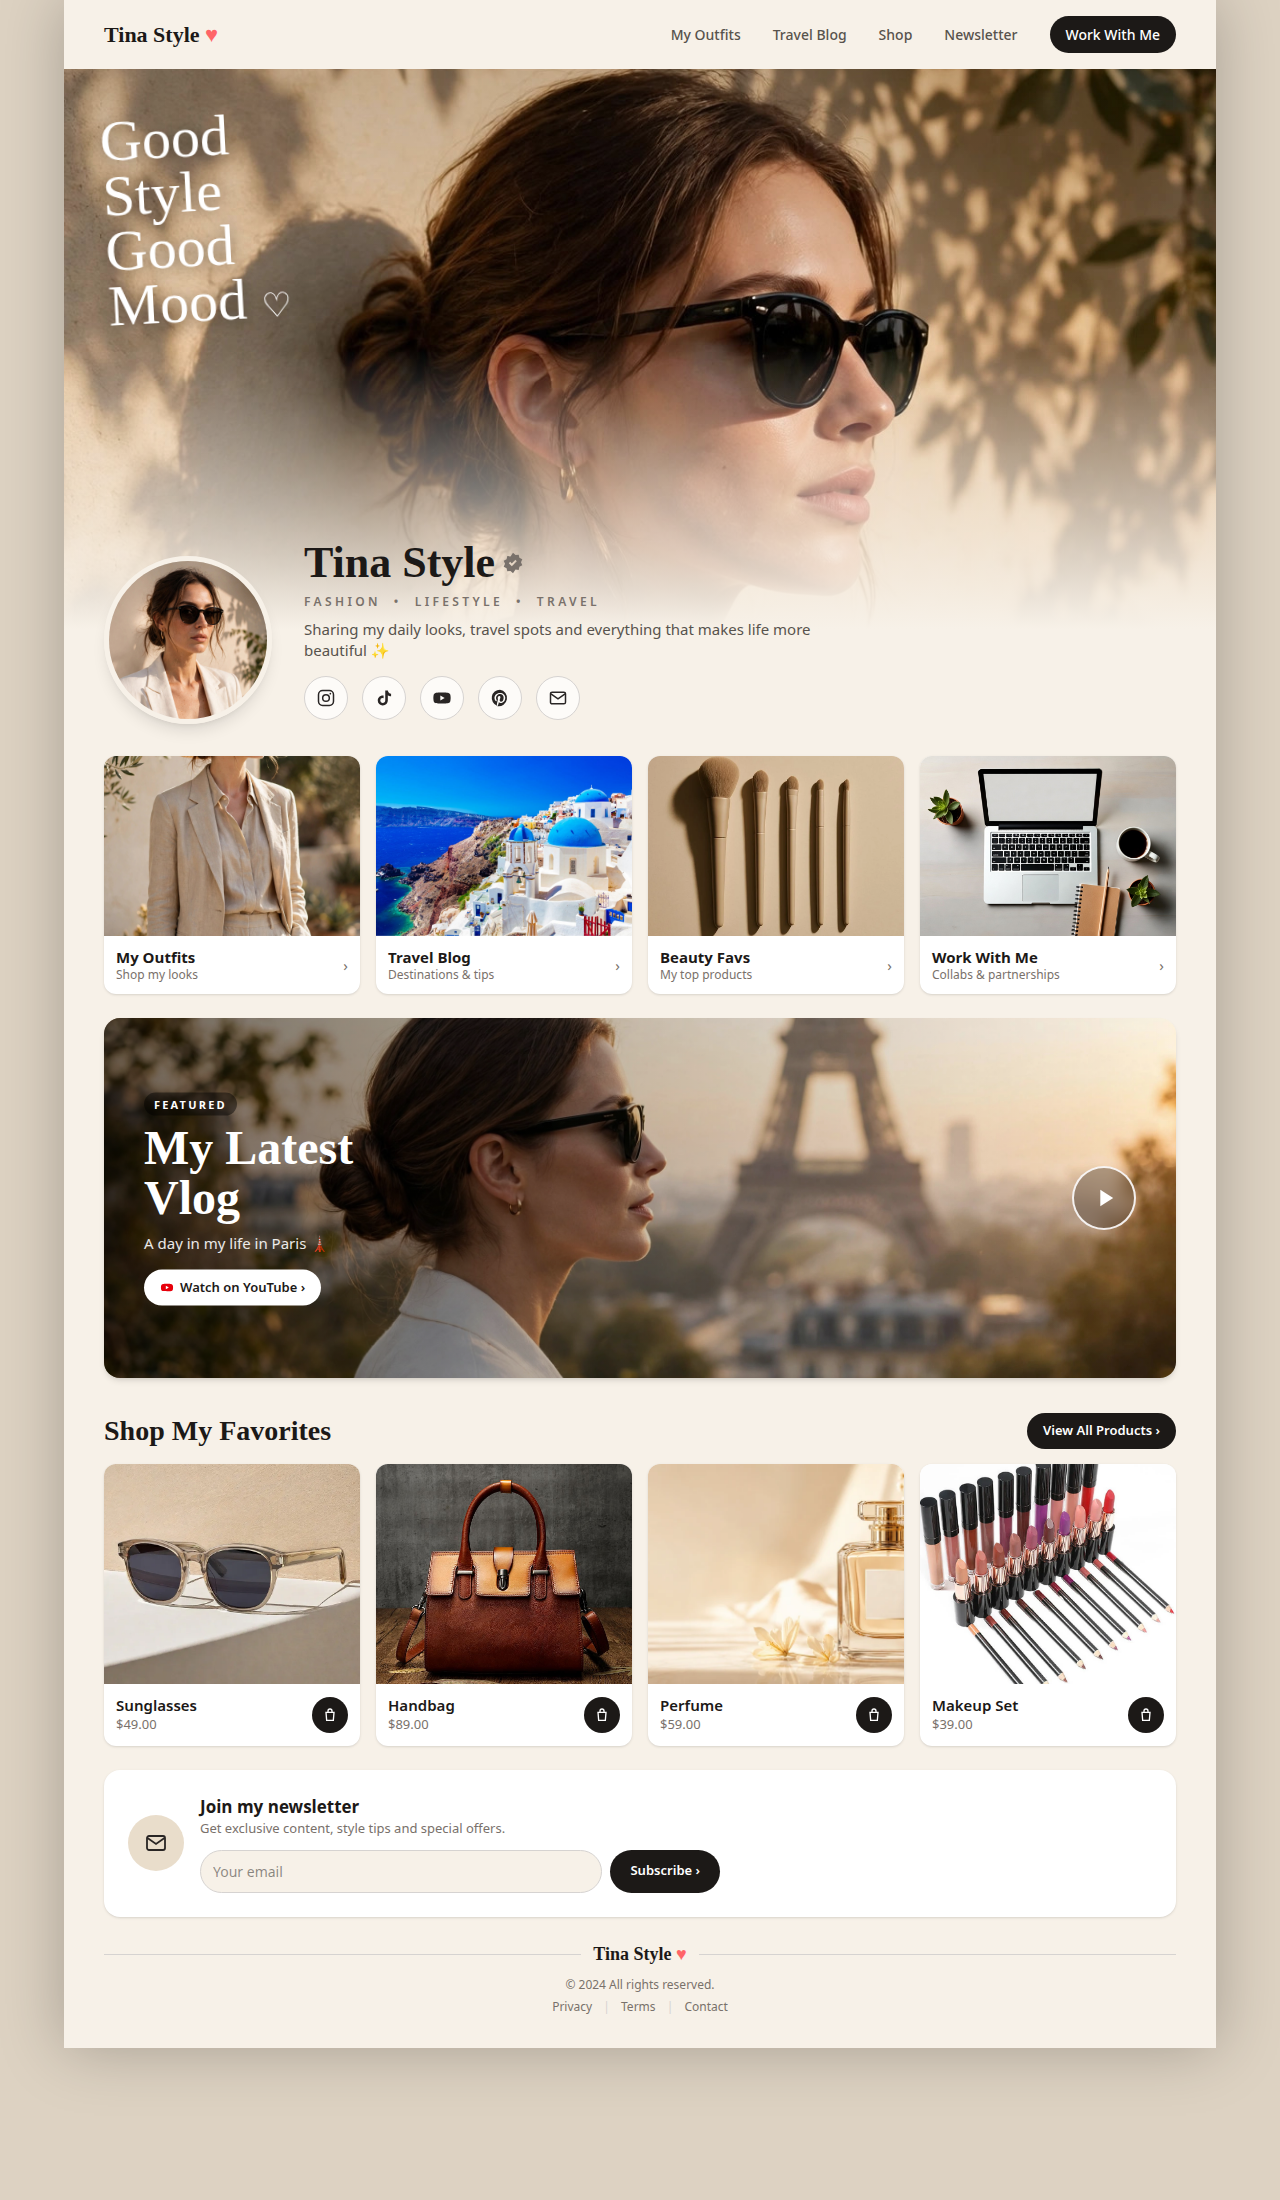 Tina Style ♥
My Outfits Travel Blog Shop Newsletter Work With Me
Good
Style
Good
Mood ♡
Tina Style
FASHION • LIFESTYLE • TRAVEL
Sharing my daily looks, travel spots and everything that makes life more
beautiful ✨
My Outfits
Shop my looks
›
Travel Blog
Destinations & tips
›
Beauty Favs
My top products
›
Work With Me
Collabs & partnerships
›
FEATURED
My Latest
Vlog
A day in my life in Paris 🗼
Watch on YouTube ›
Shop My Favorites
View All Products ›
Sunglasses
$49.00
Handbag
$89.00
Perfume
$59.00
Makeup Set
$39.00
Join my newsletter
Get exclusive content, style tips and special offers.
Your email
Subscribe ›
Tina Style ♥
© 2024 All rights reserved.
Privacy | Terms | Contact